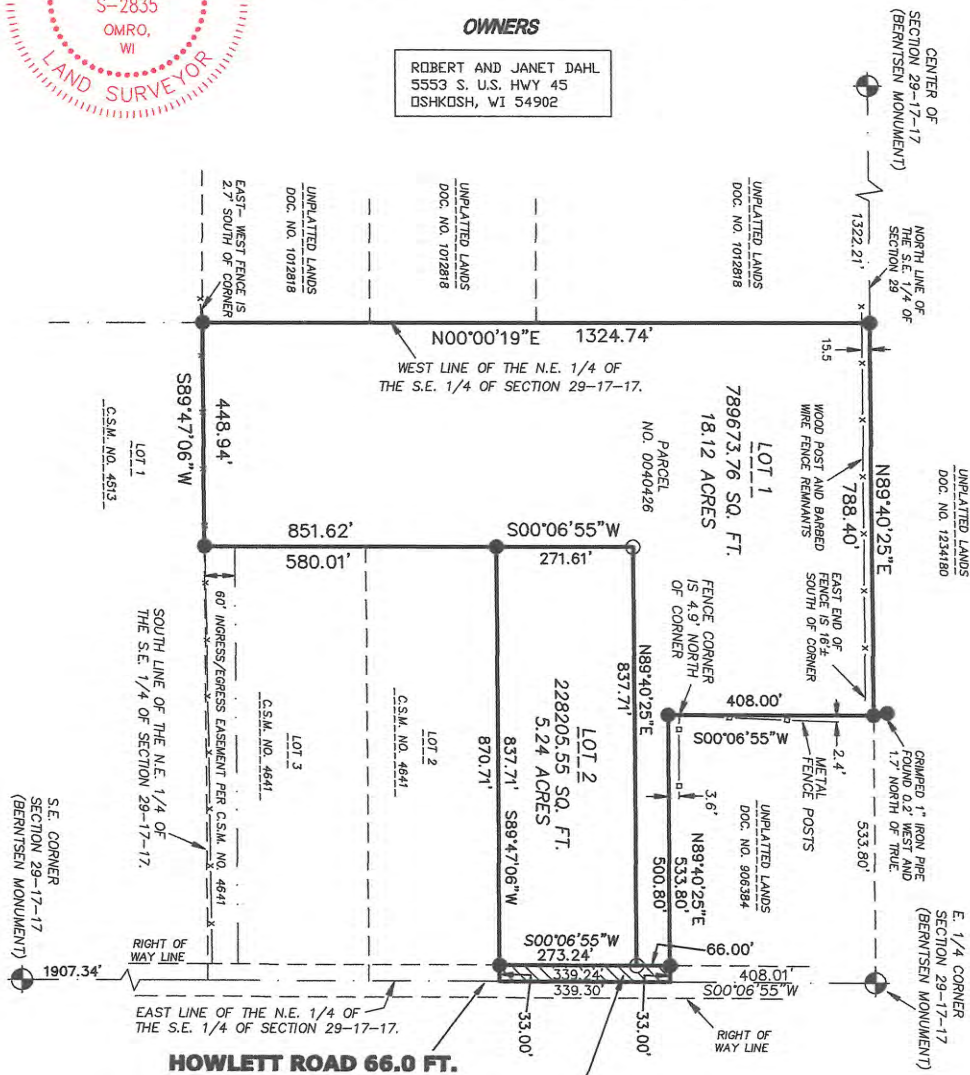 S-2835
OMRO,
WI
LAND SURVEYOR
OWNERS
ROBERT AND JANET DAHL
5553 S. U.S. HWY 45
OSHKOSH, WI 54902
CENTER OF
SECTION 29-17-17
(BERNTSEN MONUMENT)
1322.21'
NORTH LINE OF
THE S.E. 1/4 OF
SECTION 29
UNPLATTED LANDS
DOC. NO. 1012818
UNPLATTED LANDS
DOC. NO. 1012818
UNPLATTED LANDS
DOC. NO. 1012818
EAST-WEST FENCE IS
2.7' SOUTH OF CORNER
N00°00'19"E 1324.74'
WEST LINE OF THE N.E. 1/4 OF
THE S.E. 1/4 OF SECTION 29-17-17.
15.5
WOOD POST AND BARBED
WIRE FENCE REMNANTS
N89°40'25"E
788.40'
UNPLATTED LANDS
DOC. NO. 1234180
LOT 1
789673.76 SQ. FT.
18.12 ACRES
PARCEL
NO. 0040426
448.94'
S89°47'06"W
LOT 1
C.S.M. NO. 4513
851.62'
580.01'
S00°06'55"W
271.61'
EAST END OF
FENCE IS 16'±
SOUTH OF CORNER
FENCE CORNER
IS 4.9' NORTH
OF CORNER
408.00'
S00°06'55"W
2.4'
METAL
FENCE POSTS
CRIMPED 1" IRON PIPE
FOUND 0.2' WEST AND
1.7' NORTH OF TRUE.
533.80'
60' INGRESS/EGRESS EASEMENT PER C.S.M. NO. 4641
SOUTH LINE OF THE N.E. 1/4 OF
THE S.E. 1/4 OF SECTION 29-17-17.
LOT 3
C.S.M. NO. 4641
LOT 2
C.S.M. NO. 4641
837.71' S89°47'06"W
870.71'
LOT 2
228205.55 SQ. FT.
5.24 ACRES
N89°40'25"E
837.71'
3.6'
UNPLATTED LANDS
DOC. NO. 906384
N89°40'25"E
533.80'
500.80'
S.E. CORNER
SECTION 29-17-17
(BERNTSEN MONUMENT)
E. 1/4 CORNER
SECTION 29-17-17
(BERNTSEN MONUMENT)
RIGHT OF
WAY LINE
1907.34'
S00°06'55"W
273.24'
66.00'
339.24'
339.30'
408.01'
S00°06'55"W
33.00'
33.00'
RIGHT OF
WAY LINE
EAST LINE OF THE N.E. 1/4 OF
THE S.E. 1/4 OF SECTION 29-17-17.
HOWLETT ROAD 66.0 FT.